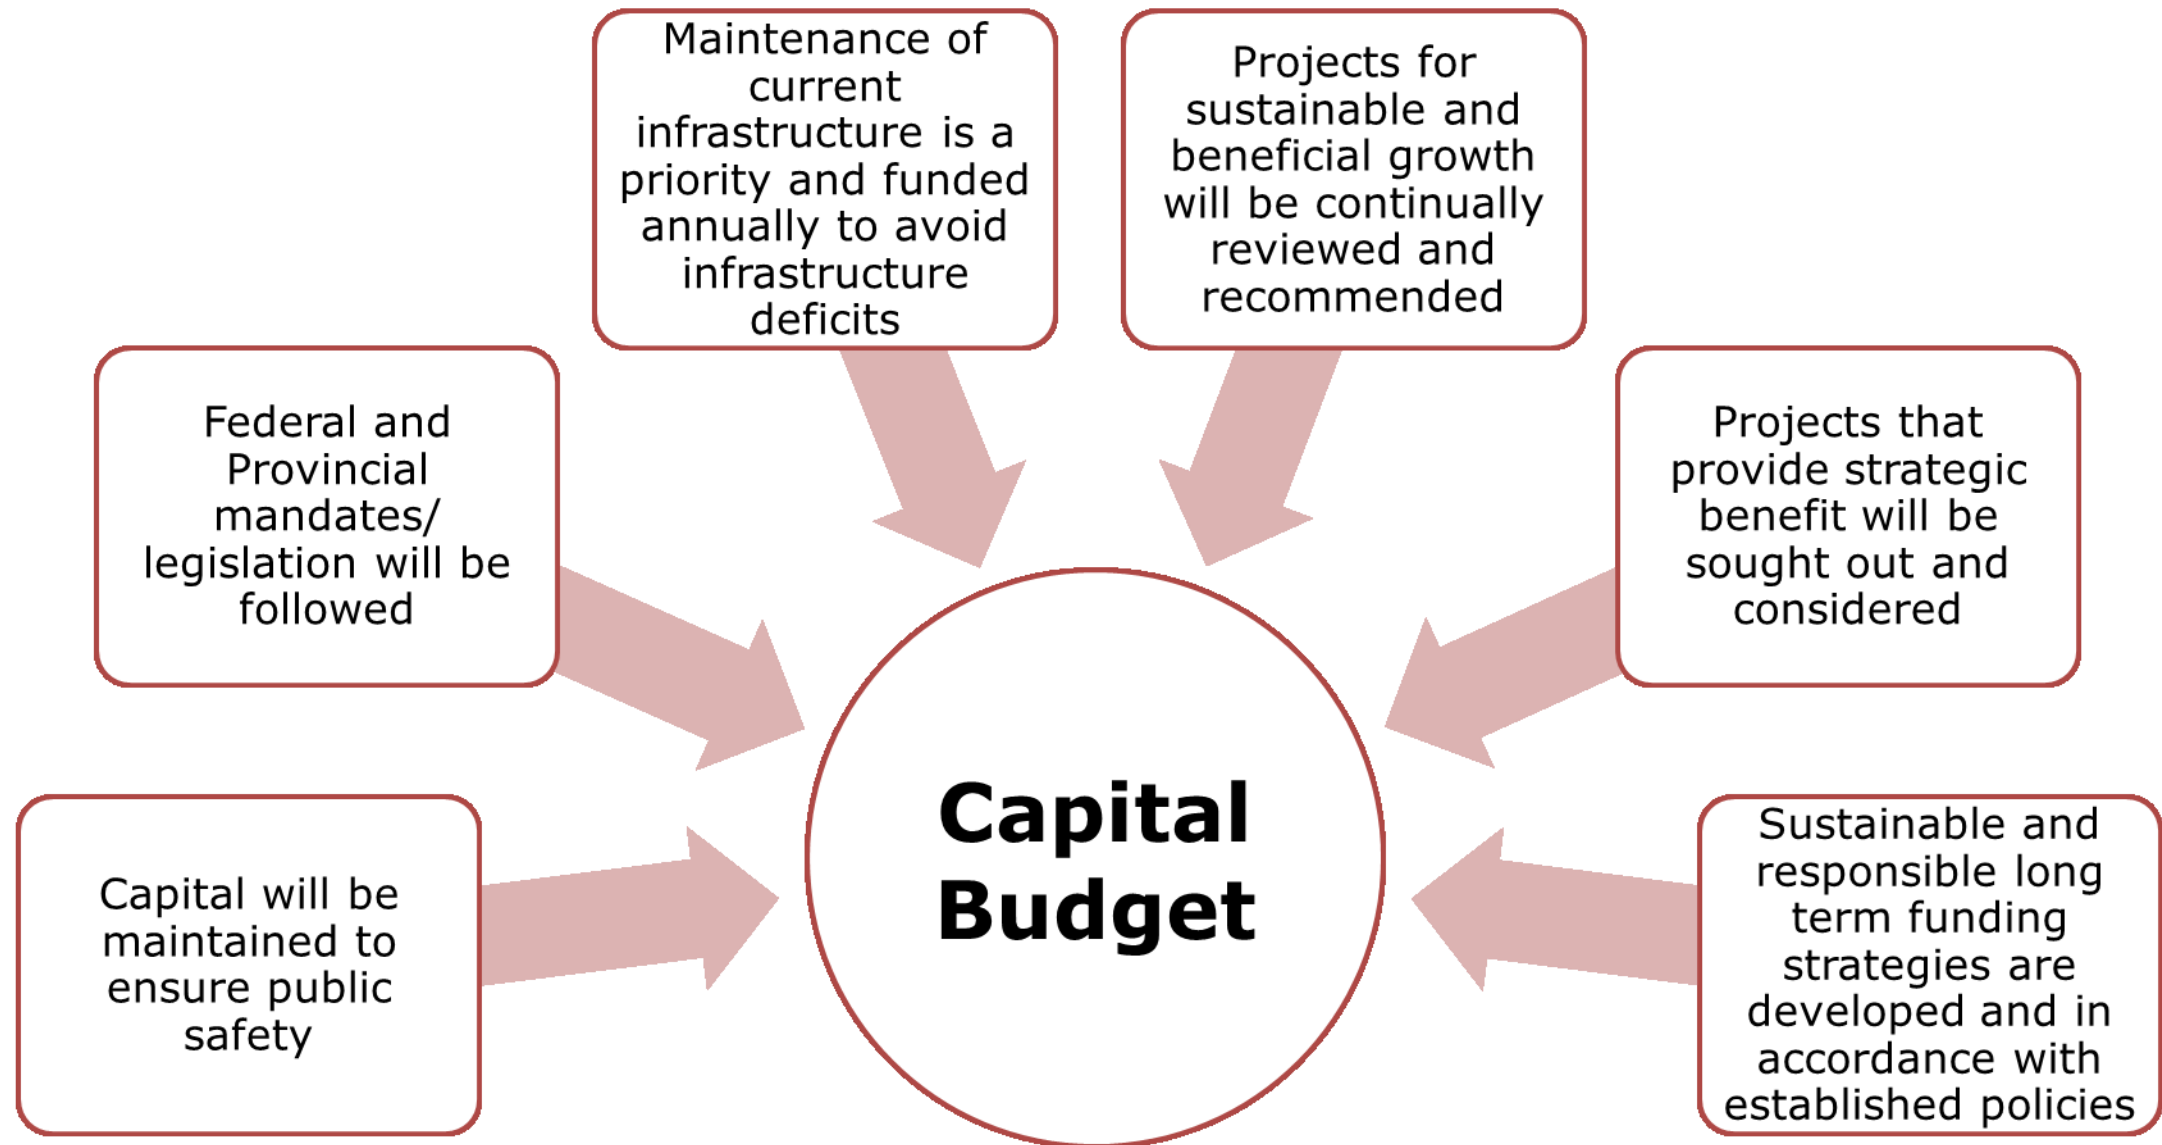 Maintenance of
current
infrastructure is a
priority and funded
annually to avoid
infrastructure
deficits
Projects for
sustainable and
beneficial growth
will be continually
reviewed and
recommended
Federal and
Provincial
mandates/
legislation will be
followed
Projects that
provide strategic
benefit will be
sought out and
considered
Capital will be
maintained to
ensure public
safety
Capital
Budget
Sustainable and
responsible long
term funding
strategies are
developed and in
accordance with
established policies